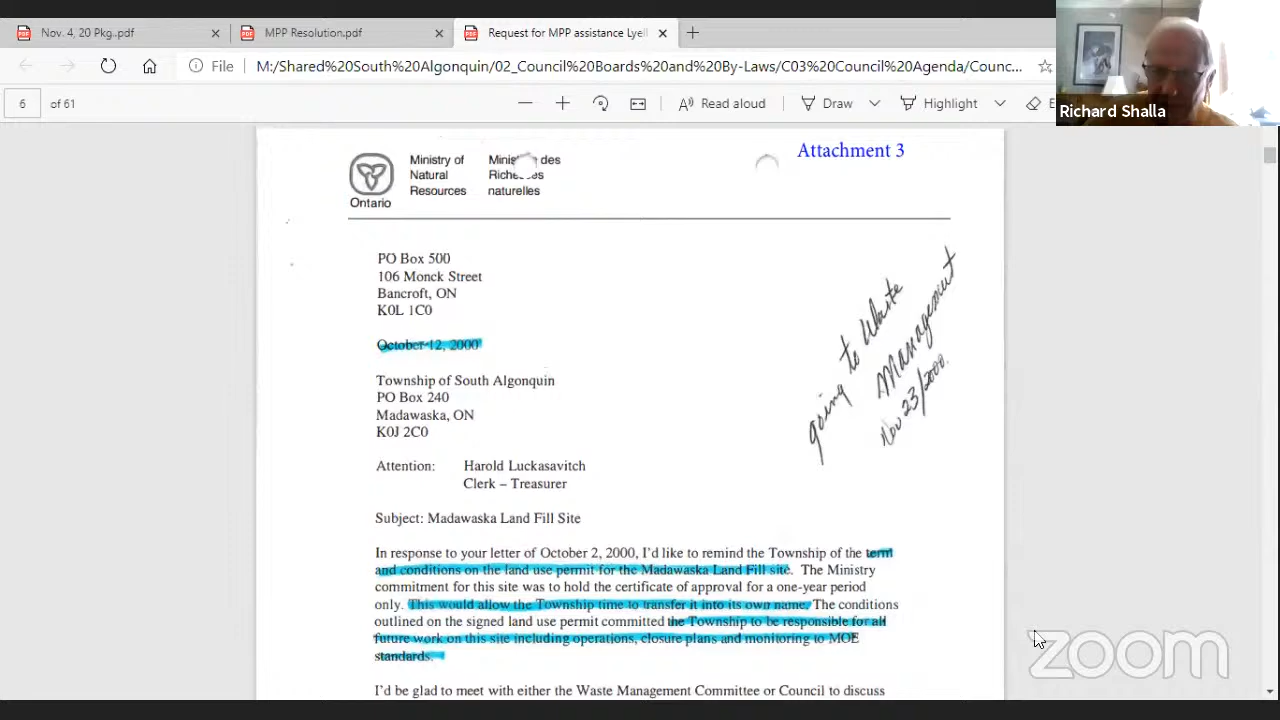 Nov. 4, 20 Pkg..pdf
MPP Resolution.pdf
Request for MPP assistance Lyell
File M:/Shared%20South%20Algonquin/02_Council%20Boards%20and%20By-Laws/C03%20Council%20Agenda/Counc...
6 of 61
Read aloud
Draw
Highlight
E
Richard Shalla
Attachment 3
Ministry of
Natural
Resources
des
naturelles
Ontario
PO Box 500
106 Monck Street
Bancroft, ON
K0L 1C0
October 12, 2000
going to Waste
Management
Nov 23/2000.
Township of South Algonquin
PO Box 240
Madawaska, ON
K0J 2C0
Attention: Harold Luckasavitch
Clerk – Treasurer
Subject: Madawaska Land Fill Site
In response to your letter of October 2, 2000, I'd like to remind the Township of the term
and conditions on the land use permit for the Madawaska Land Fill site. The Ministry
commitment for this site was to hold the certificate of approval for a one-year period
only. This would allow the Township time to transfer it into its own name. The conditions
outlined on the signed land use permit committed the Township to be responsible for all
future work on this site including operations, closure plans and monitoring to MOE
standards.
I'd be glad to meet with either the Waste Management Committee or Council to discuss
zoom